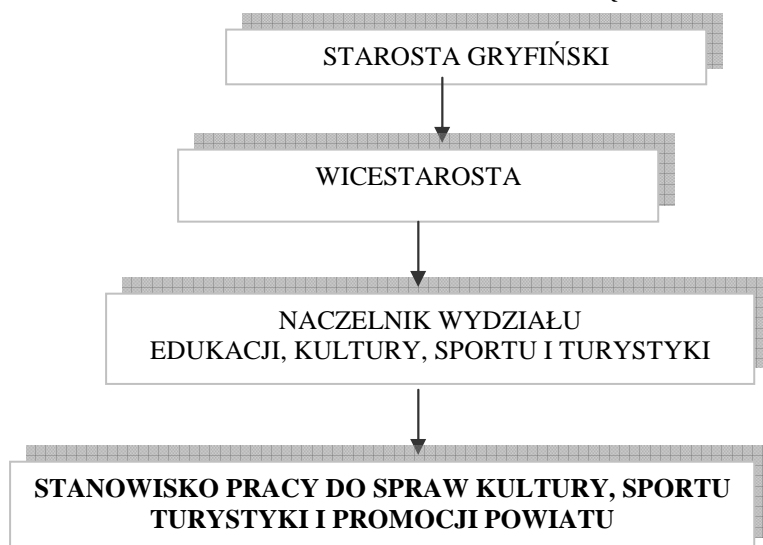 STAROSTA GRYFIŃSKI
WICESTAROSTA
NACZELNIK WYDZIAŁU
EDUKACJI, KULTURY, SPORTU I TURYSTYKI
STANOWISKO PRACY DO SPRAW KULTURY, SPORTU
TURYSTYKI I PROMOCJI POWIATU